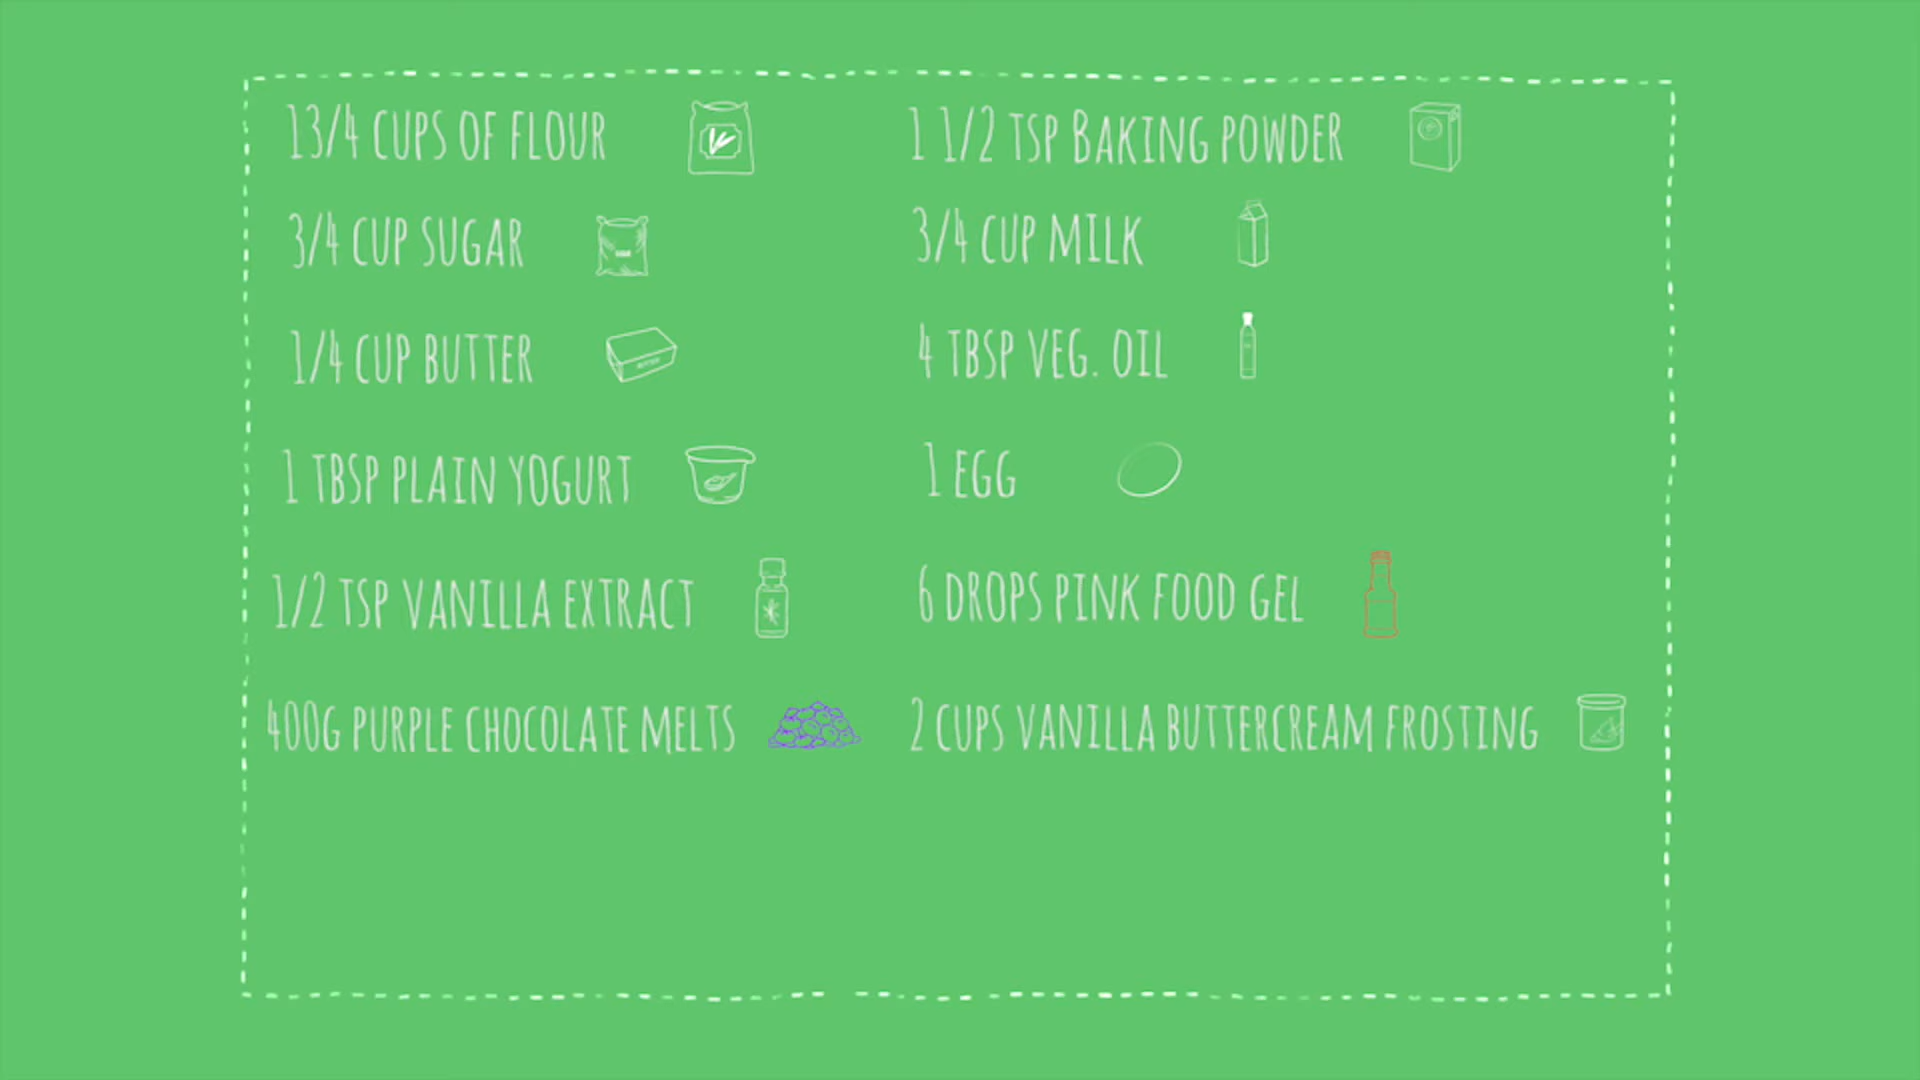 13/4 CUPS OF FLOUR
1 1/2 TSP BAKING POWDER
3/4 CUP SUGAR
3/4 CUP MILK
1/4 CUP BUTTER
4 TBSP VEG. OIL
1 TBSP PLAIN YOGURT
1 EGG
1/2 TSP VANILLA EXTRACT
6 DROPS PINK FOOD GEL
400G PURPLE CHOCOLATE MELTS
2 CUPS VANILLA BUTTERCREAM FROSTING